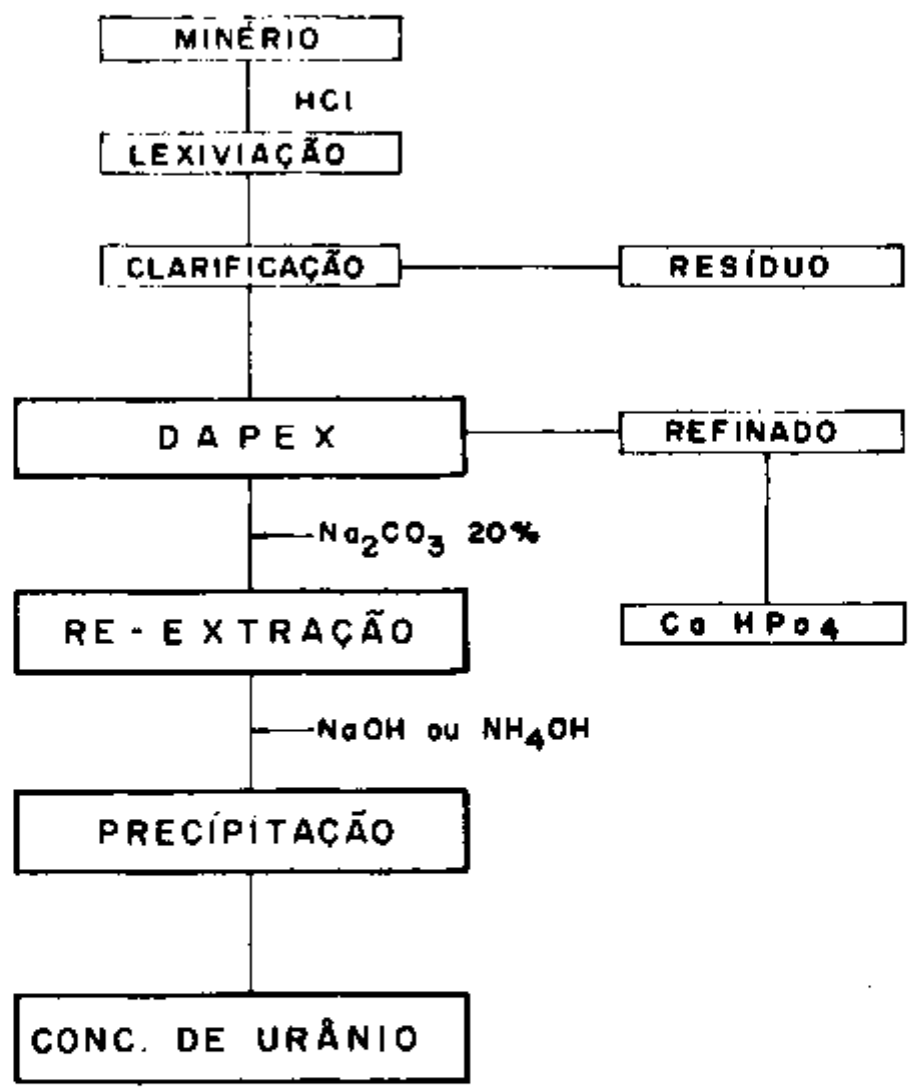 MINÉRIO
HCl
LEXIVIAÇÃO
CLARIFICAÇÃO
RESÍDUO
DAPEX
REFINADO
Na₂CO₃ 20%
RE-EXTRAÇÃO
Ca HPo₄
NaOH ou NH₄OH
PRECÍPITAÇÃO
CONC. DE URÂNIO